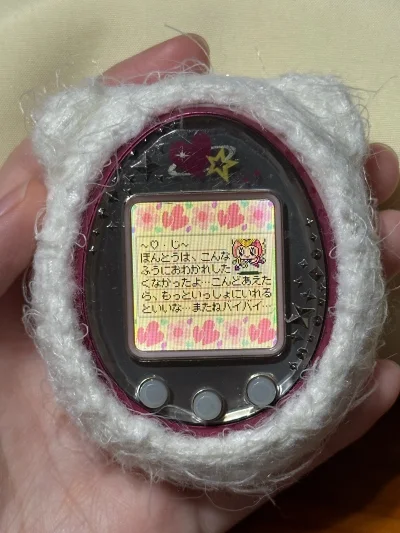 ～♡ じ～
ほんとうは、こんな
ふうにおわかれした
くなかったよ…こんどあえた
ら、もっといっしょにいれる
といいな…またねバイバイ…